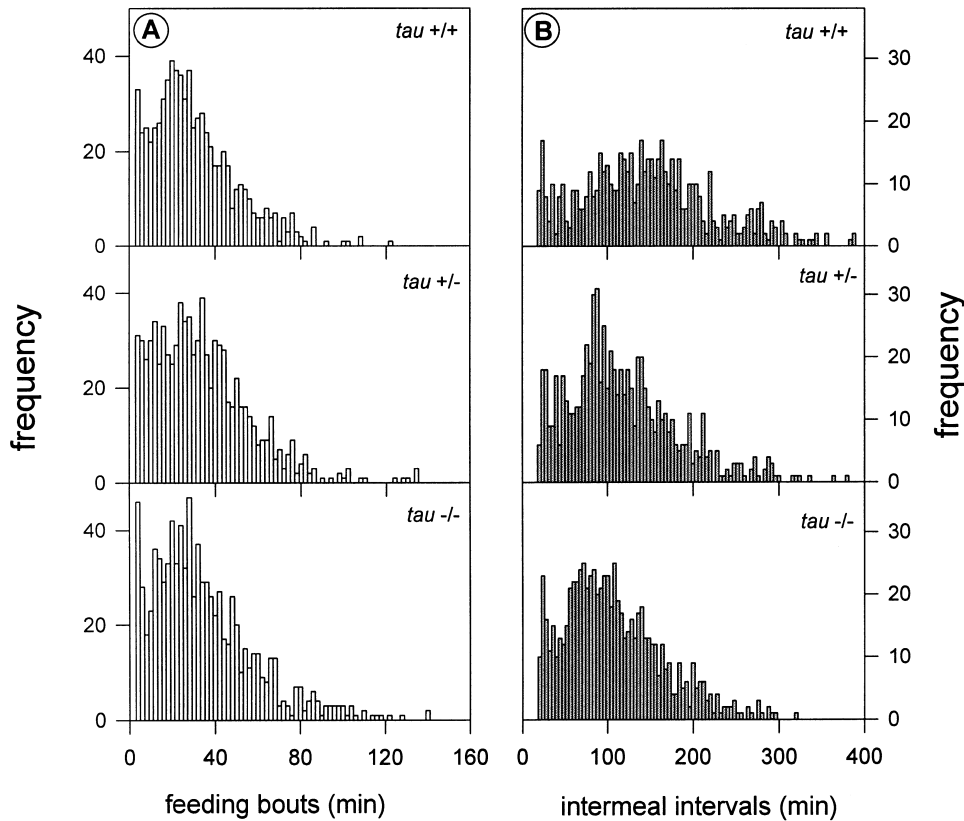 A
tau +/+
B
tau +/+
40
20
0
30
20
10
0
tau +/-
tau +/-
40
20
0
30
20
10
0
tau -/-
tau -/-
40
20
0
30
20
10
0
frequency
frequency
0 40 80 120 160
0 100 200 300 400
feeding bouts (min)
intermeal intervals (min)